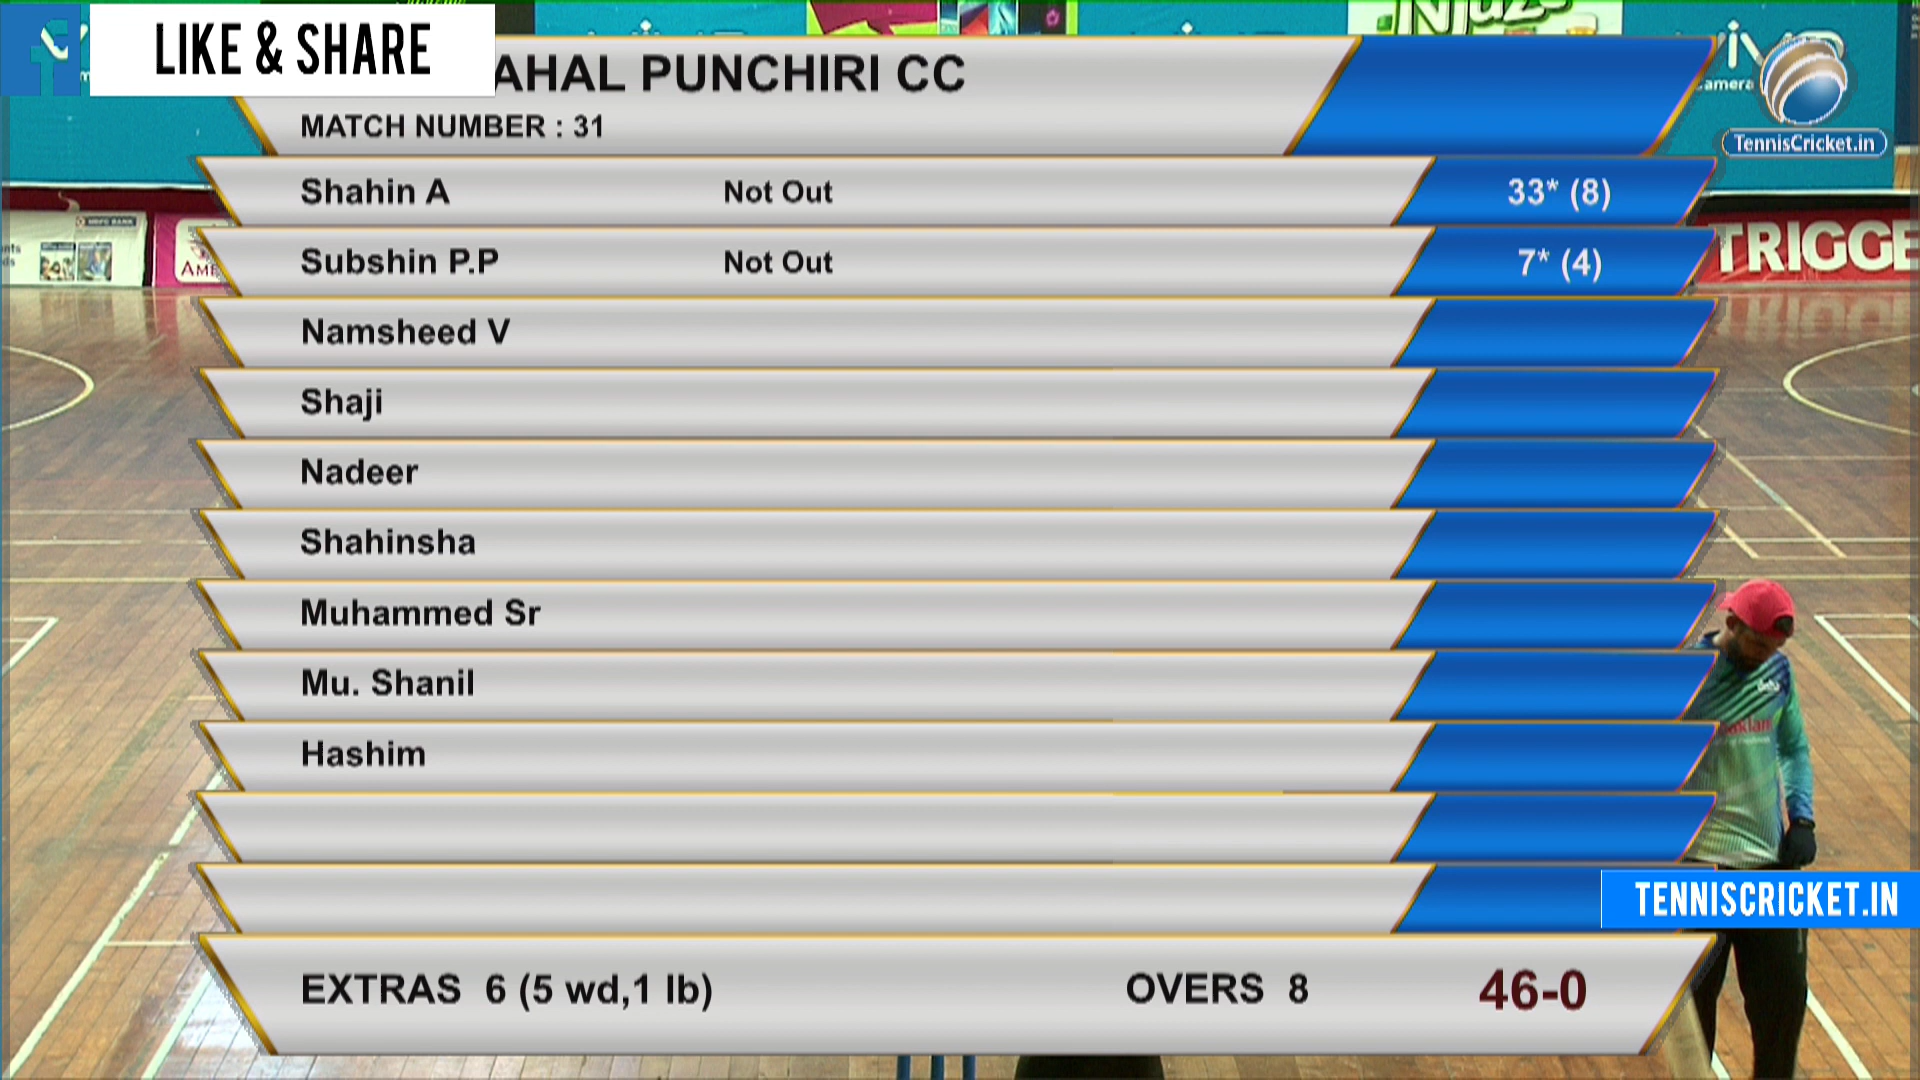 LIKE & SHARE
AHAL PUNCHIRI CC
MATCH NUMBER : 31
TennisCricket.in
Shahin A Not Out 33* (8)
Subshin P.P Not Out 7* (4)
Namsheed V
Shaji
Nadeer
Shahinsha
Muhammed Sr
Mu. Shanil
Hashim
TENNISCRICKET.IN
EXTRAS 6 (5 wd,1 lb) OVERS 8 46-0
TRIGGE
HDFC BANK